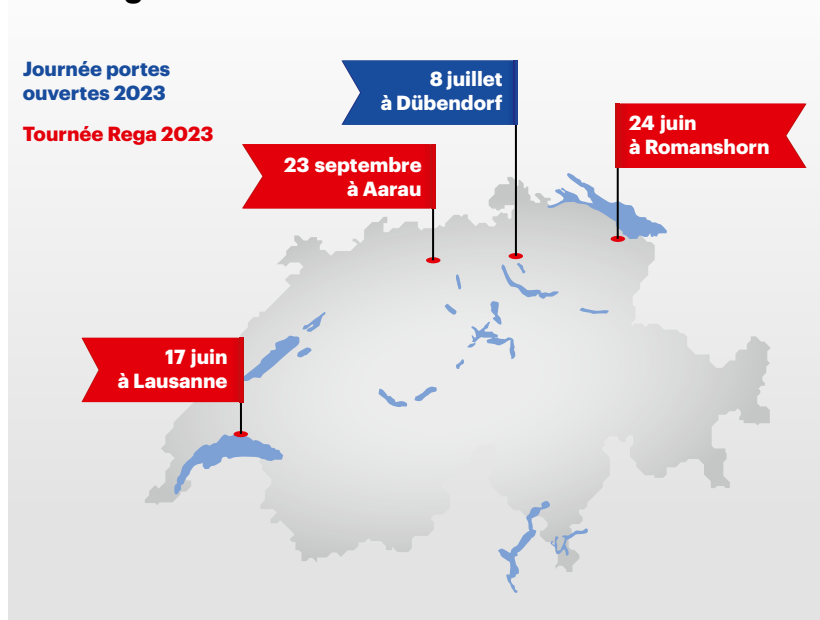 Journée portes
ouvertes 2023
Tournée Rega 2023
8 juillet
à Dübendorf
24 juin
à Romanshorn
23 septembre
à Aarau
17 juin
à Lausanne